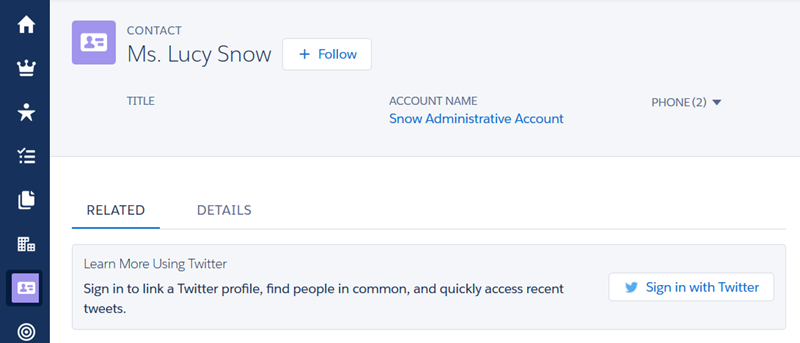 CONTACT
Ms. Lucy Snow
+ Follow
TITLE
ACCOUNT NAME
PHONE (2)
Snow Administrative Account
RELATED
DETAILS
Learn More Using Twitter
Sign in to link a Twitter profile, find people in common, and quickly access recent
tweets.
Sign in with Twitter